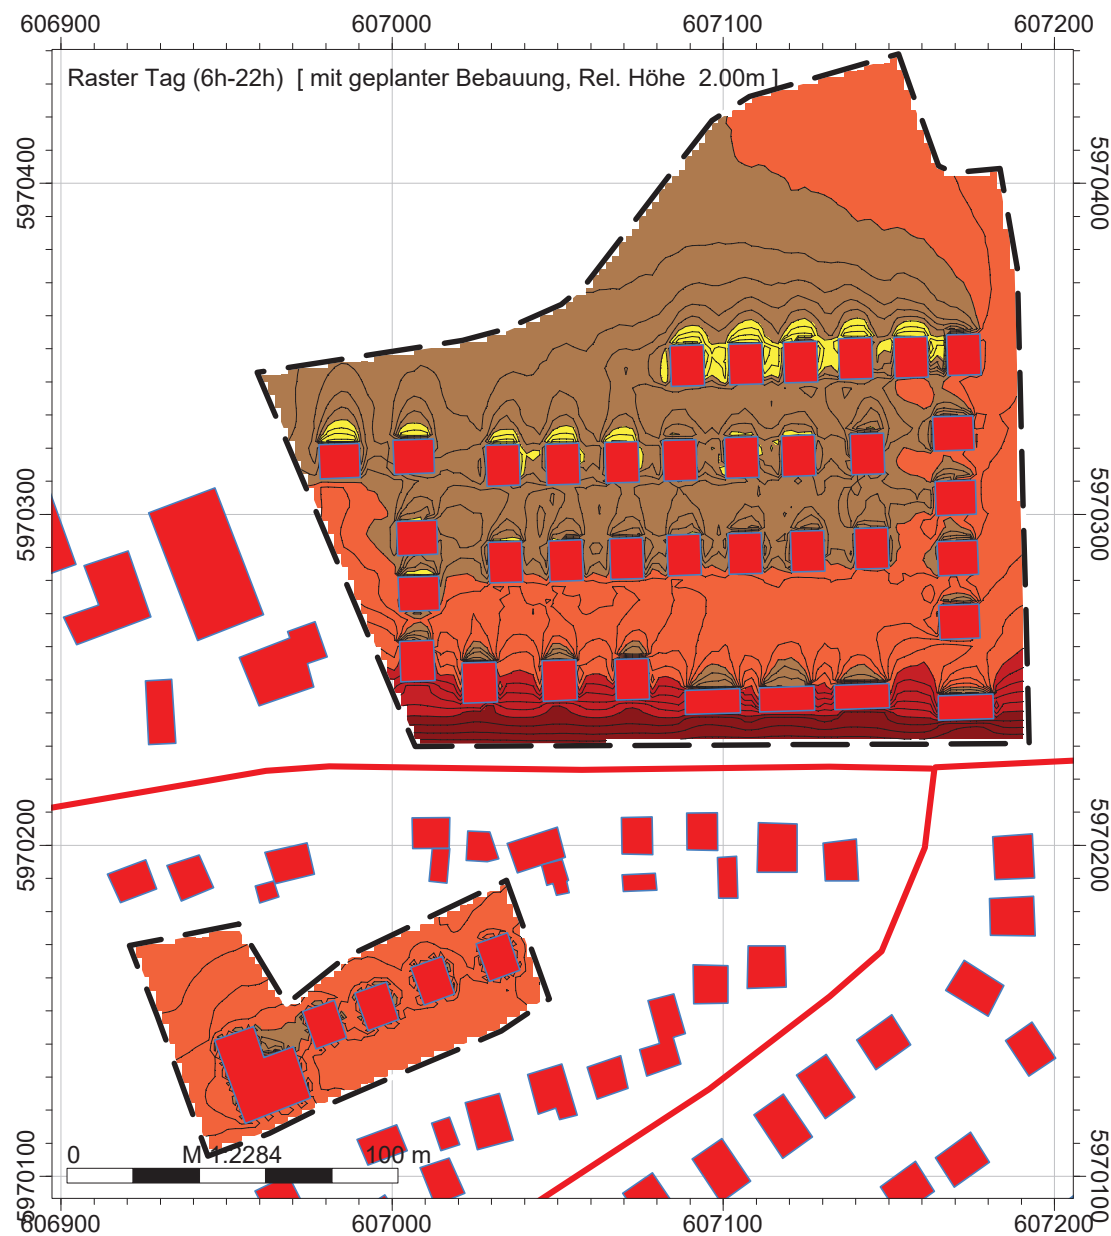 606900 607000 607100 607200
Raster Tag (6h-22h) [ mit geplanter Bebauung, Rel. Höhe 2.00m ]
5970400 5970400
5970300 5970300
5970200 5970200
5970100 5970100
0 M 1:2284 100 m
606900 607000 607100 607200